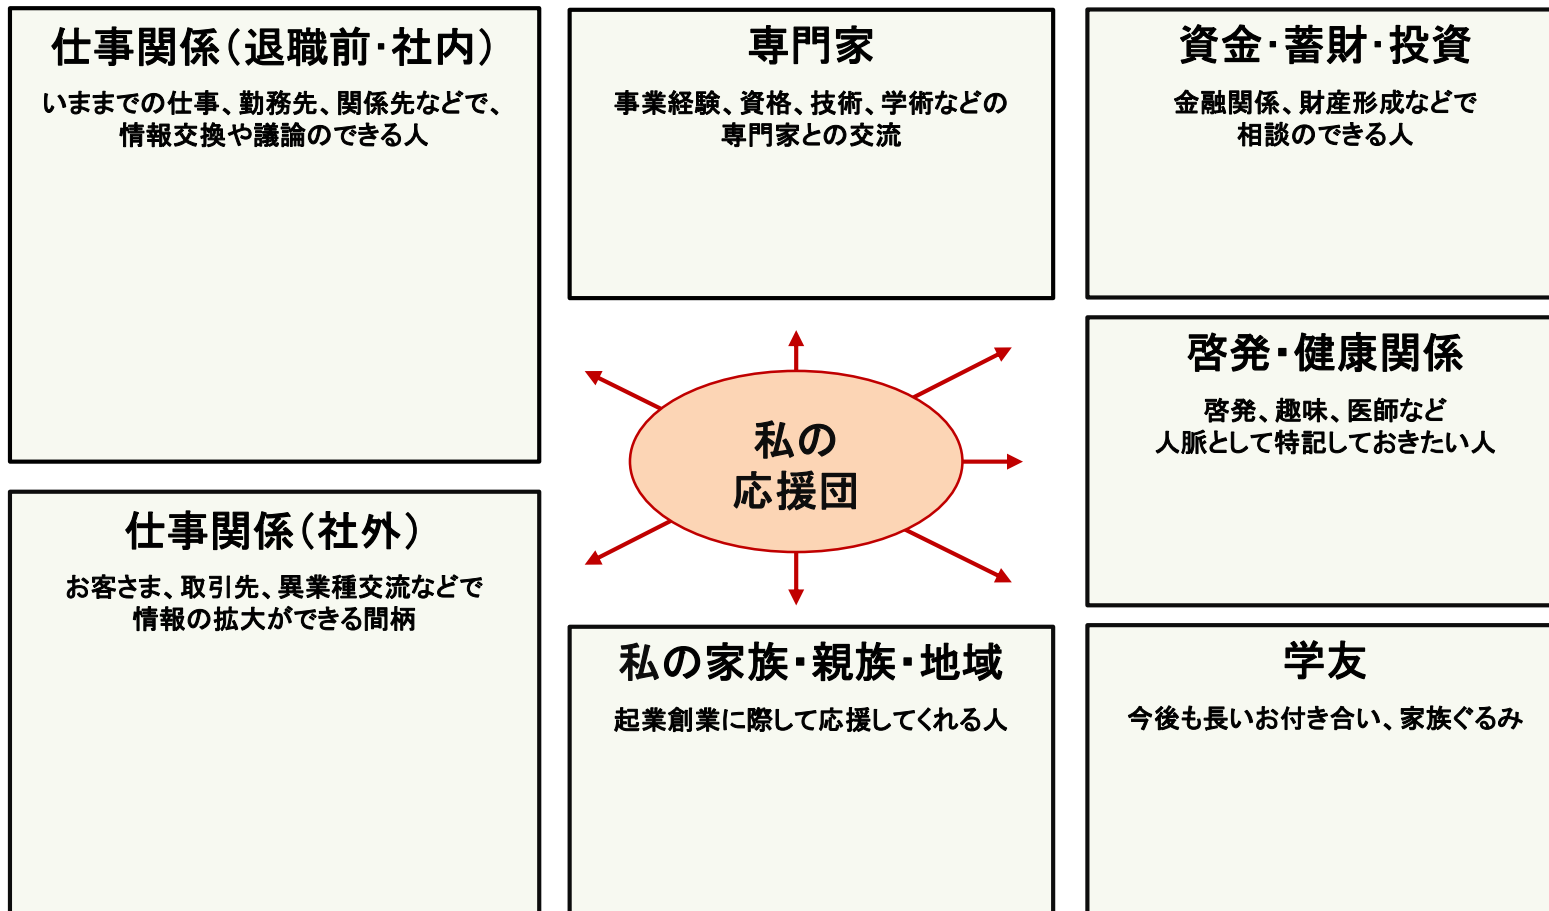 仕事関係（退職前・社内）
いままでの仕事、勤務先、関係先などで、
情報交換や議論のできる人
専門家
事業経験、資格、技術、学術などの
専門家との交流
資金・蓄財・投資
金融関係、財産形成などで
相談のできる人
啓発・健康関係
啓発、趣味、医師など
人脈として特記しておきたい人
私の
応援団
仕事関係（社外）
お客さま、取引先、異業種交流などで
情報の拡大ができる間柄
私の家族・親族・地域
起業創業に際して応援してくれる人
学友
今後も長いお付き合い、家族ぐるみ